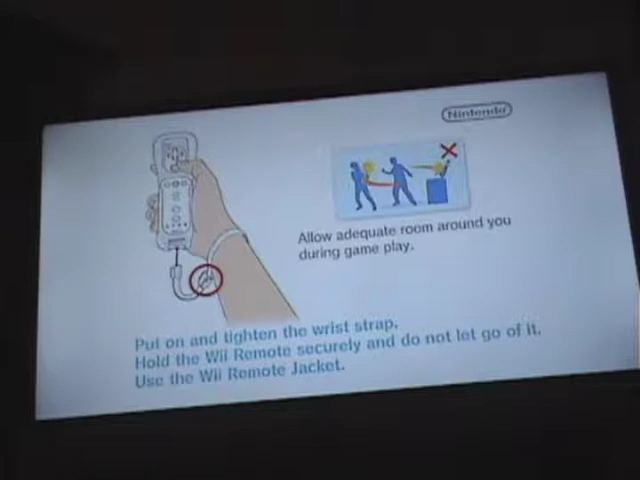 Nintendo
Allow adequate room around you
during game play.
Put on and tighten the wrist strap.
Hold the Wii Remote securely and do not let go of it.
Use the Wii Remote Jacket.